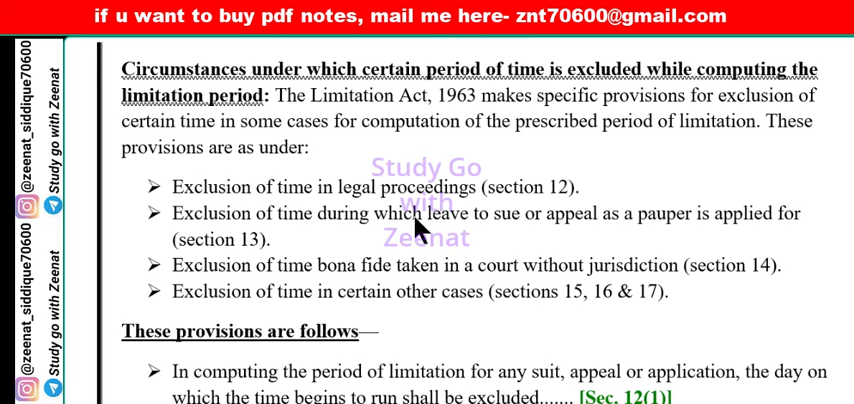 if u want to buy pdf notes, mail me here- znt70600@gmail.com
@zeenat_siddique70600
Study go with Zeenat
@zeenat_siddique70600
Study go with Zeenat
Circumstances under which certain period of time is excluded while computing the
limitation period: The Limitation Act, 1963 makes specific provisions for exclusion of
certain time in some cases for computation of the prescribed period of limitation. These
provisions are as under:
Study Go
with
Zeenat
➢ Exclusion of time in legal proceedings (section 12).
➢ Exclusion of time during which leave to sue or appeal as a pauper is applied for
(section 13).
➢ Exclusion of time bona fide taken in a court without jurisdiction (section 14).
➢ Exclusion of time in certain other cases (sections 15, 16 & 17).
These provisions are follows—
➢ In computing the period of limitation for any suit, appeal or application, the day on
which the time begins to run shall be excluded....... [Sec. 12(1)]